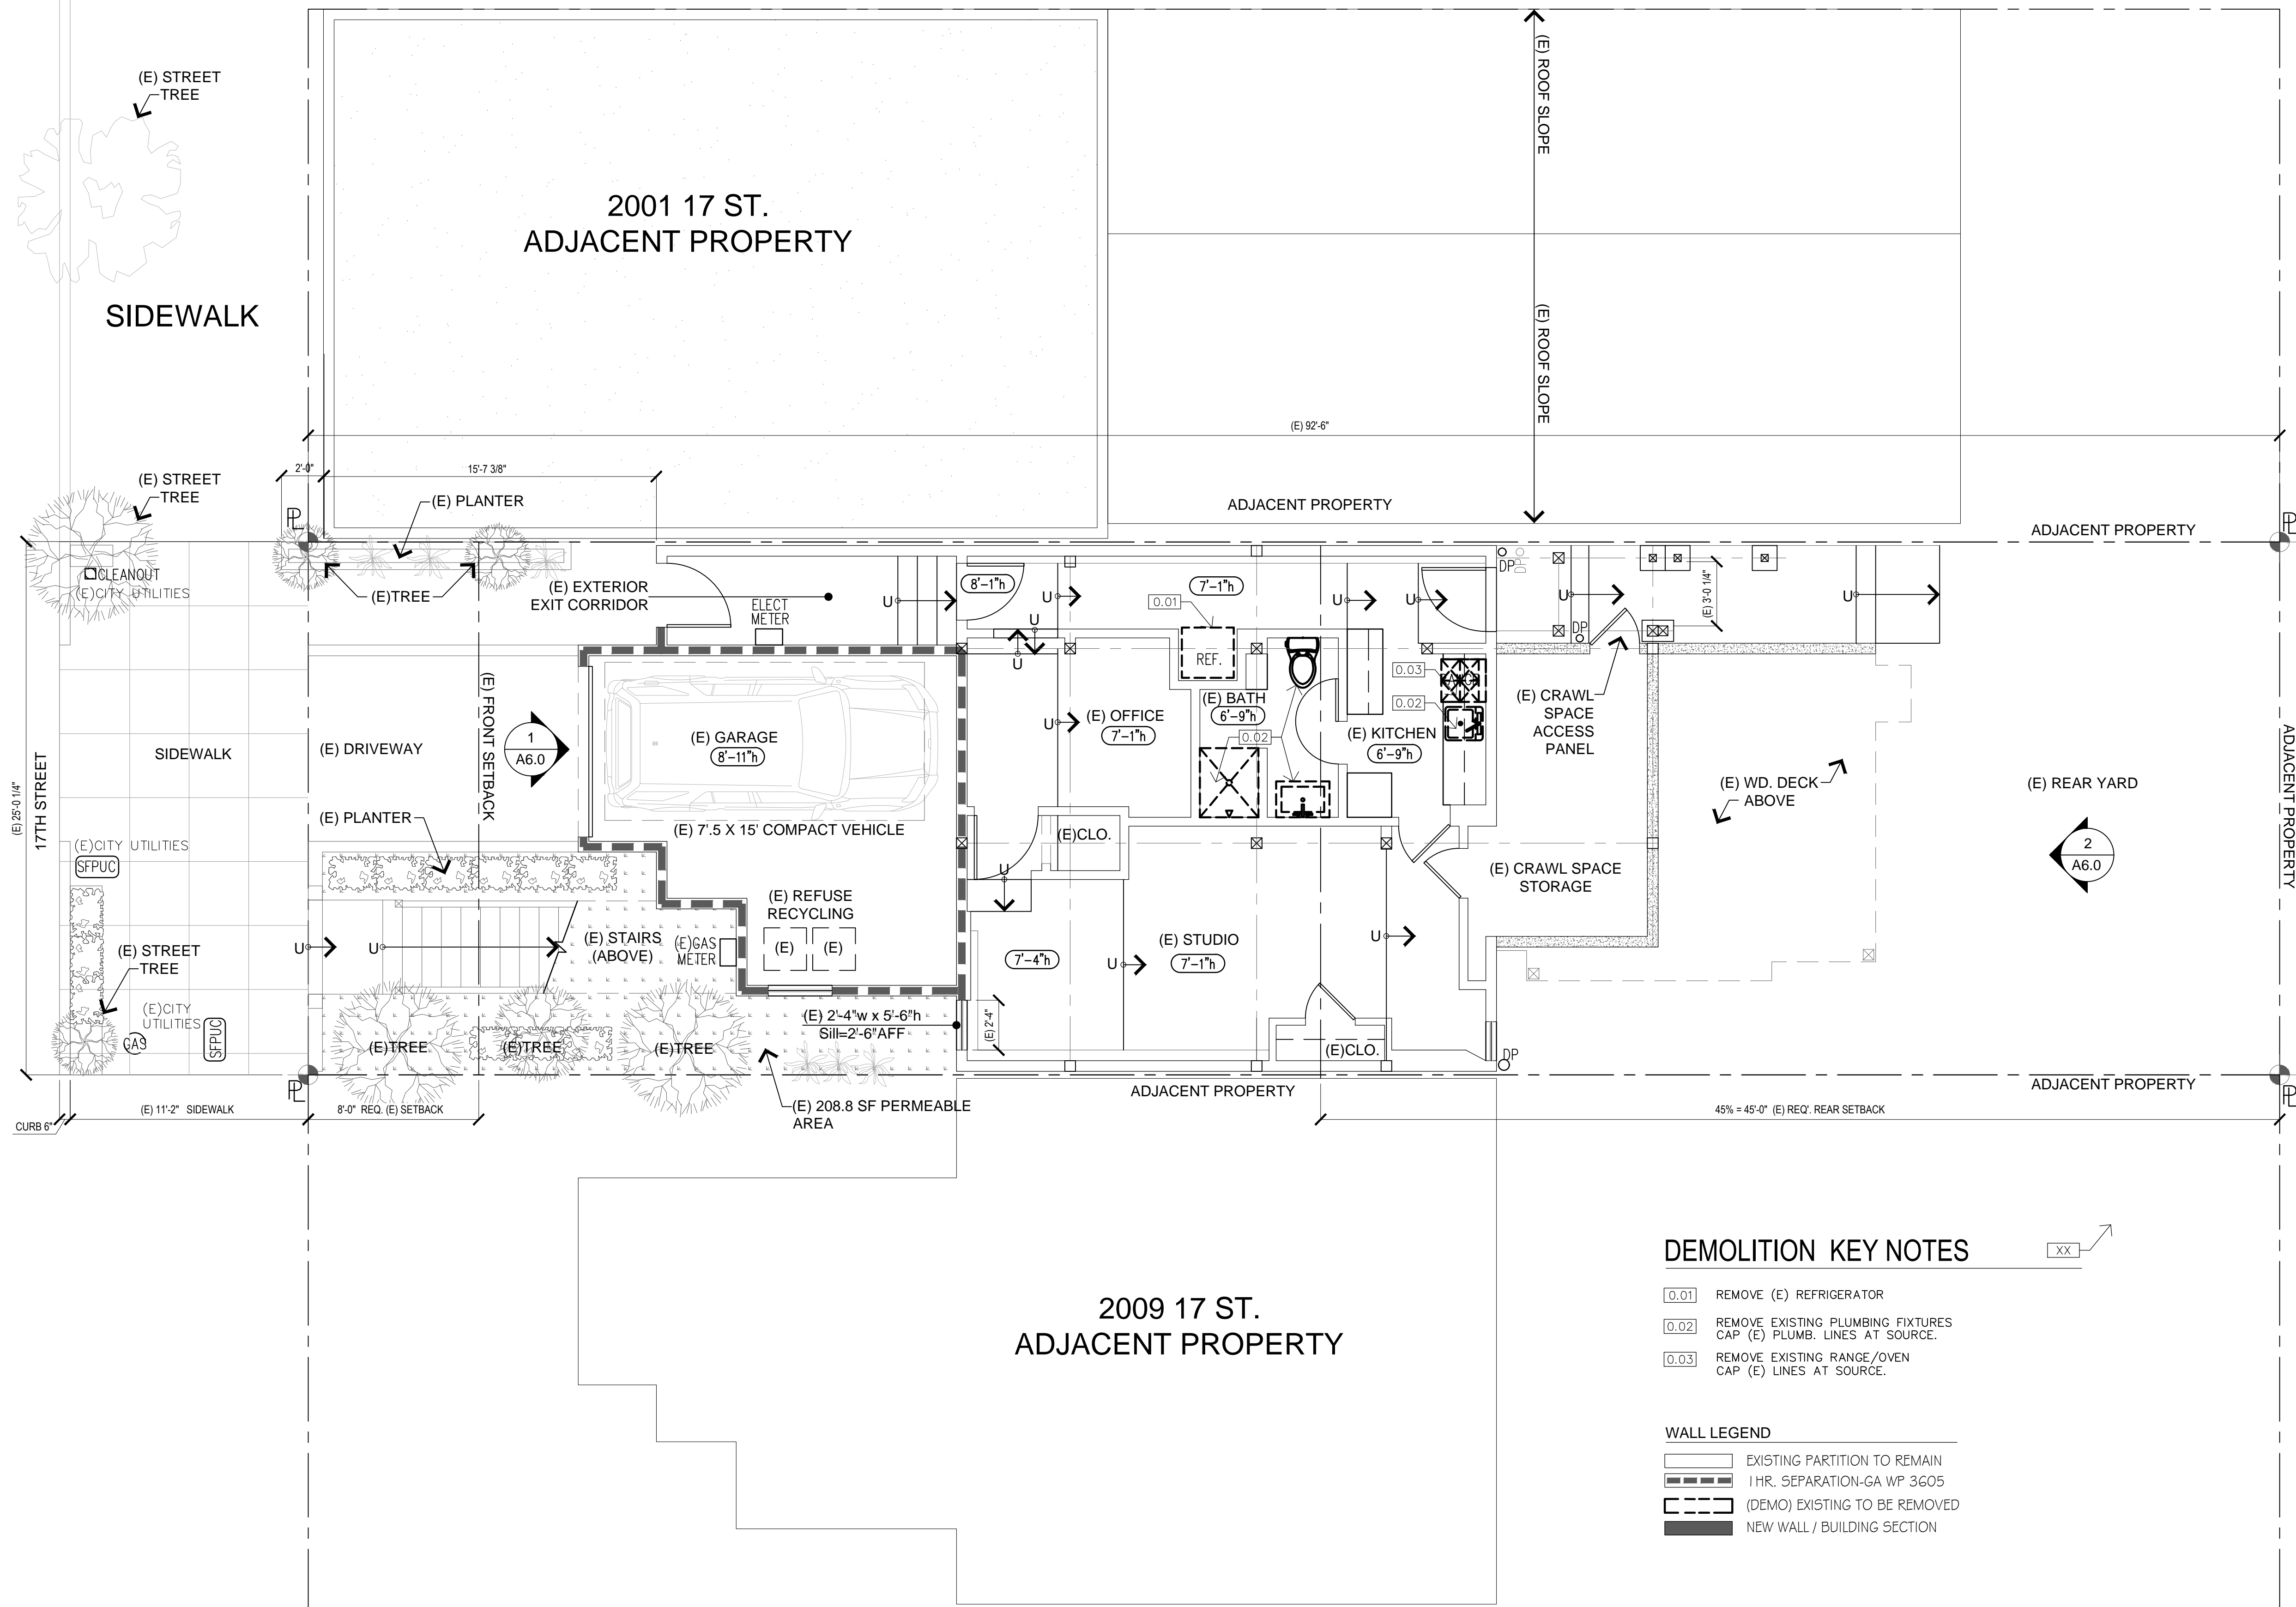 (E) STREET
TREE
2001 17 ST.
ADJACENT PROPERTY
(E) ROOF SLOPE
SIDEWALK
(E) ROOF SLOPE
(E) 92'-6"
2'-0"
15'-7 3/8"
(E) STREET
TREE
(E) PLANTER
ADJACENT PROPERTY
PL
PL
ADJACENT PROPERTY
CLEANOUT
(E)CITY UTILITIES
(E)TREE
(E) EXTERIOR
EXIT CORRIDOR
ELECT
METER
U
8'-1"h
U
U
U
7'-1"h
0.01
REF.
U
U
DP
DP
U
DP
(E) 3'-0 1/4"
U
(E) FRONT SETBACK
0.03
0.02
(E) BATH
6'-9"h
(E) OFFICE
7'-1"h
U
0.02
(E) KITCHEN
6'-9"h
(E) CRAWL
SPACE
ACCESS
PANEL
1
A6.0
(E) GARAGE
8'-11"h
SIDEWALK
(E) DRIVEWAY
17TH STREET
(E) 25'-0 1/4"
(E) WD. DECK
ABOVE
(E) REAR YARD
ADJACENT PROPERTY
(E) PLANTER
(E) 7'.5 X 15' COMPACT VEHICLE
(E)CLO.
(E)CITY UTILITIES
SFPUC
2
A6.0
(E) CRAWL SPACE
STORAGE
U
(E) REFUSE
RECYCLING
(E)
(E)
(E)GAS
METER
(E) STAIRS
(ABOVE)
U
U
(E) STREET
TREE
(E) STUDIO
7'-1"h
7'-4"h
U
U
(E)CITY
UTILITIES
SFPUC
GAS
(E) 2'-4"w x 5'-6"h
Sill=2'-6"AFF
(E) 2'-4"
(E)TREE
(E)TREE
(E)TREE
(E)CLO.
DP
PL
ADJACENT PROPERTY
ADJACENT PROPERTY
PL
(E) 11'-2" SIDEWALK
8'-0" REQ. (E) SETBACK
(E) 208.8 SF PERMEABLE
AREA
45% = 45'-0" (E) REQ'. REAR SETBACK
CURB 6"
2009 17 ST.
ADJACENT PROPERTY
DEMOLITION KEY NOTES
XX
0.01 REMOVE (E) REFRIGERATOR
0.02 REMOVE EXISTING PLUMBING FIXTURES
CAP (E) PLUMB. LINES AT SOURCE.
0.03 REMOVE EXISTING RANGE/OVEN
CAP (E) LINES AT SOURCE.
WALL LEGEND
EXISTING PARTITION TO REMAIN
1 HR. SEPARATION-GA WP 3605
(DEMO) EXISTING TO BE REMOVED
NEW WALL / BUILDING SECTION